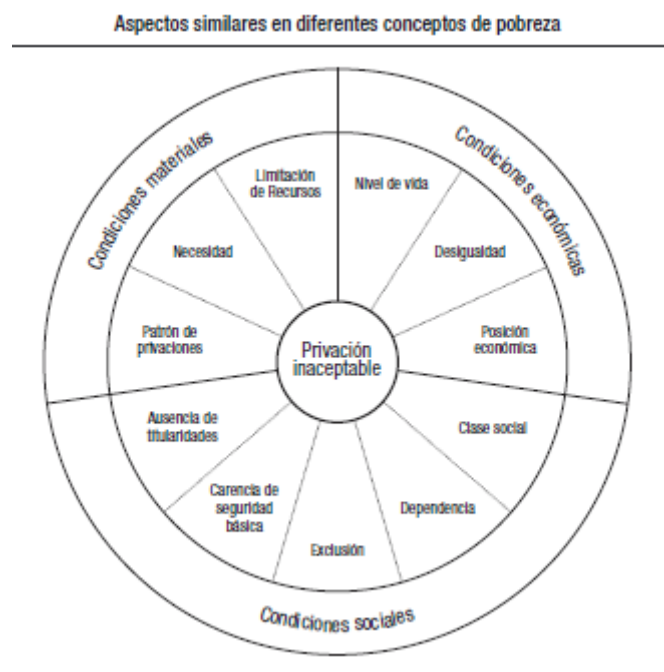 Aspectos similares en diferentes conceptos de pobreza
Condiciones materiales
Condiciones económicas
Limitación
de Recursos
Nivel de vida
Necesidad
Desigualdad
Patrón de
privaciones
Privación
inaceptable
Posición
económica
Ausencia de
titularidades
Clase social
Carencia de
seguridad
básica
Dependencia
Exclusión
Condiciones sociales